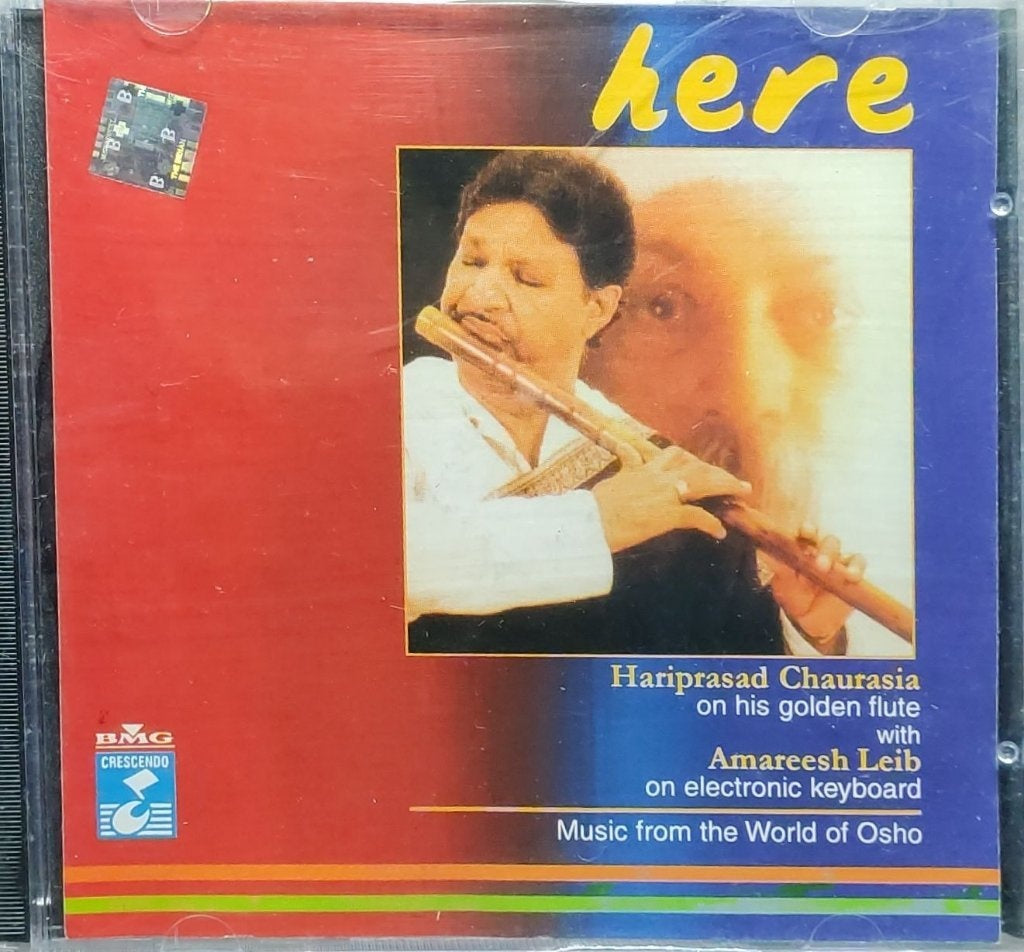 here
Hariprasad Chaurasia
on his golden flute
with
Amareesh Leib
on electronic keyboard
Music from the World of Osho
BMG
CRESCENDO